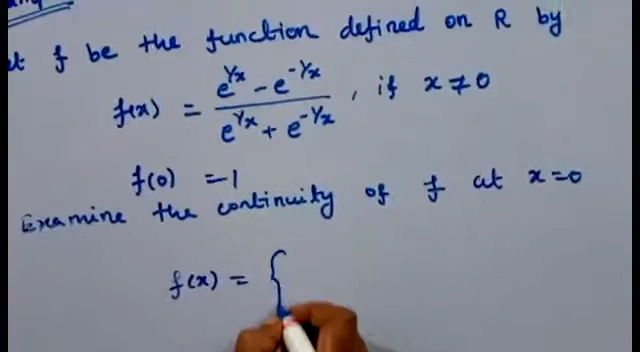 f be the function defined on R by
f(x) = (e^{1/x} - e^{-1/x}) / (e^{1/x} + e^{-1/x}), if x ≠ 0
f(0) = -1
Examine the continuity of f at x=0
f(x) = {